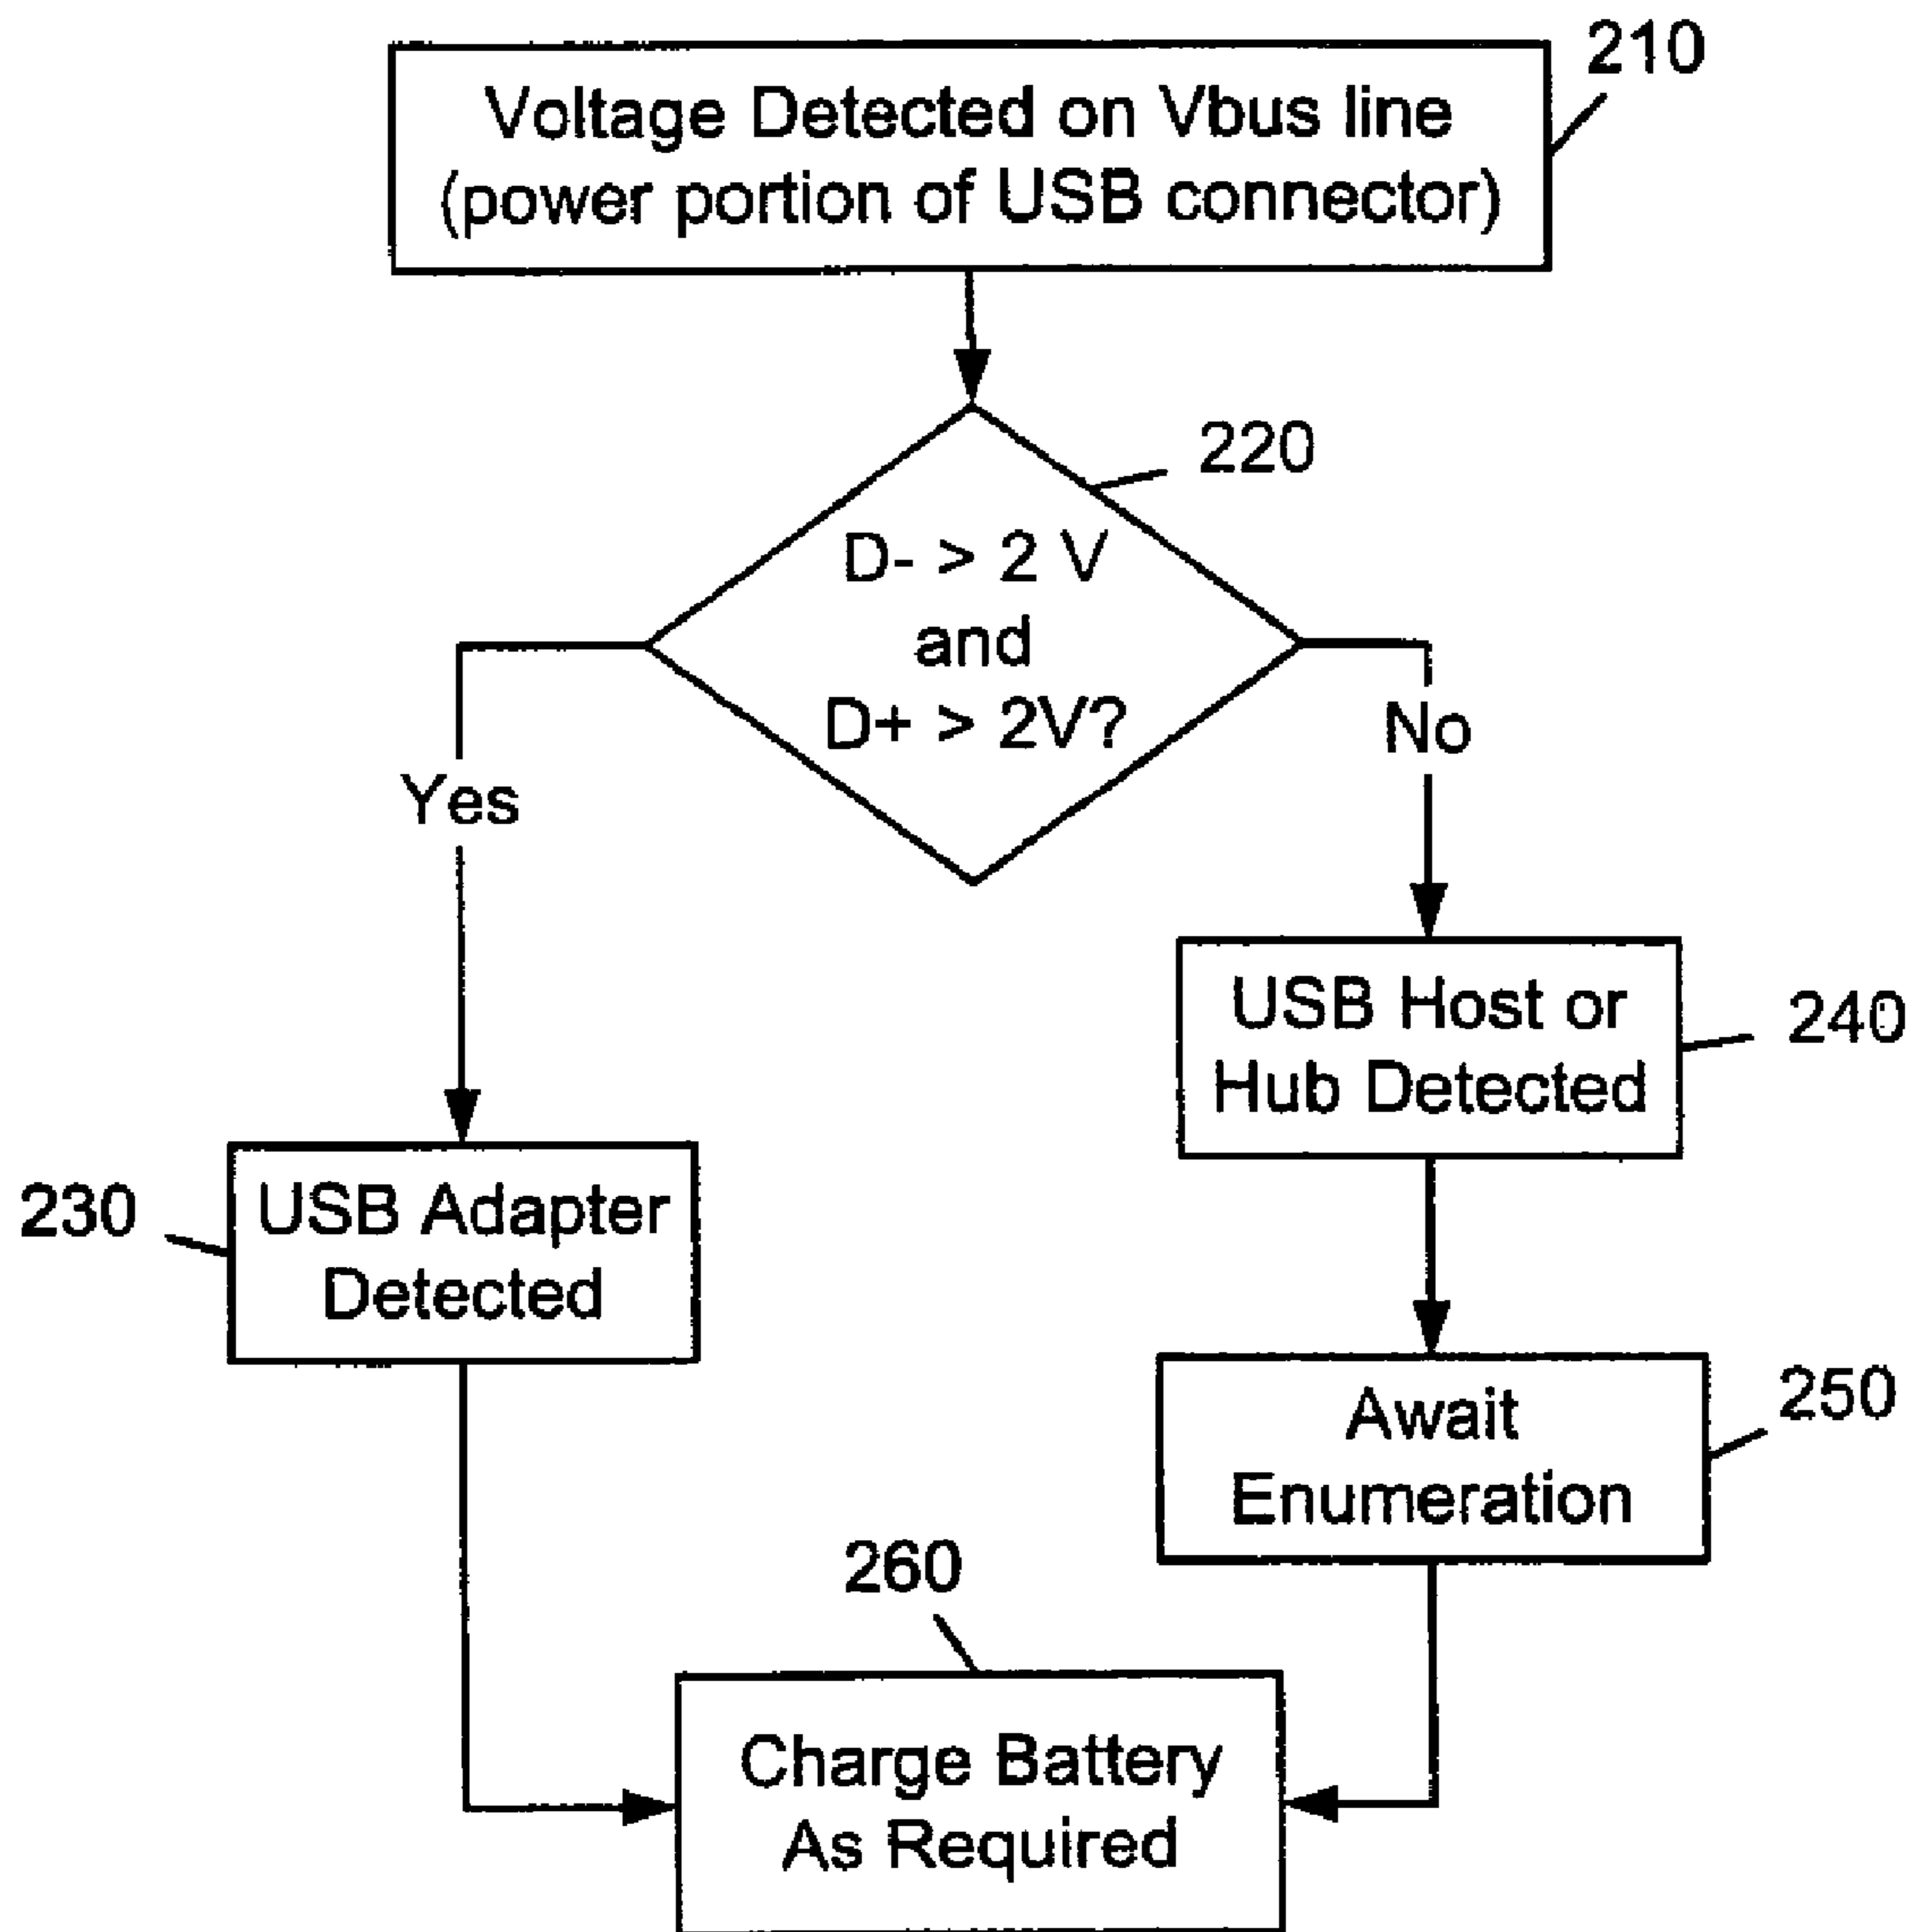 210
Voltage Detected on Vbus line
(power portion of USB connector)
220
D- > 2 V
and
D+ > 2V?
Yes
No
USB Host or
Hub Detected
240
230
USB Adapter
Detected
Await
Enumeration
250
260
Charge Battery
As Required